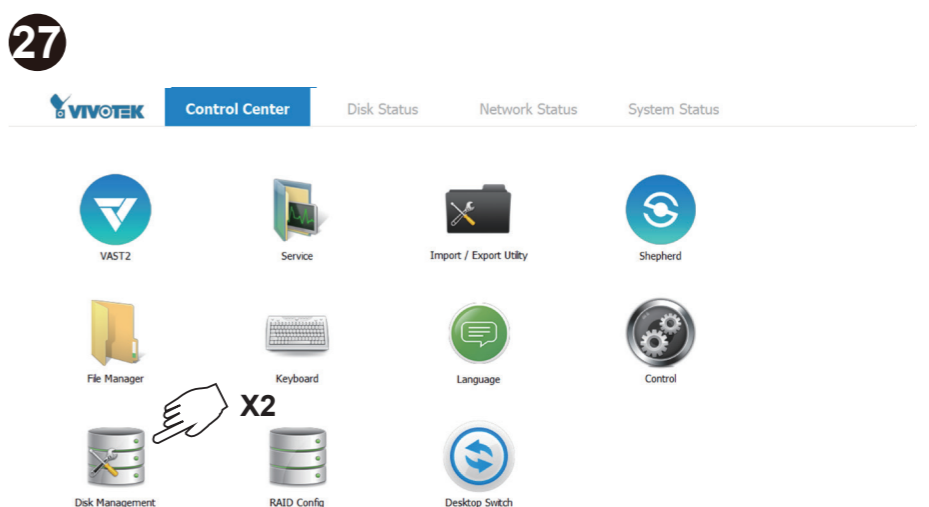 27
VIVOTEK Control Center Disk Status Network Status System Status
VAST2 Service Import / Export Utilty Shepherd
File Manager Keyboard Language Control
X2
Disk Management RAID Config Desktop Switch